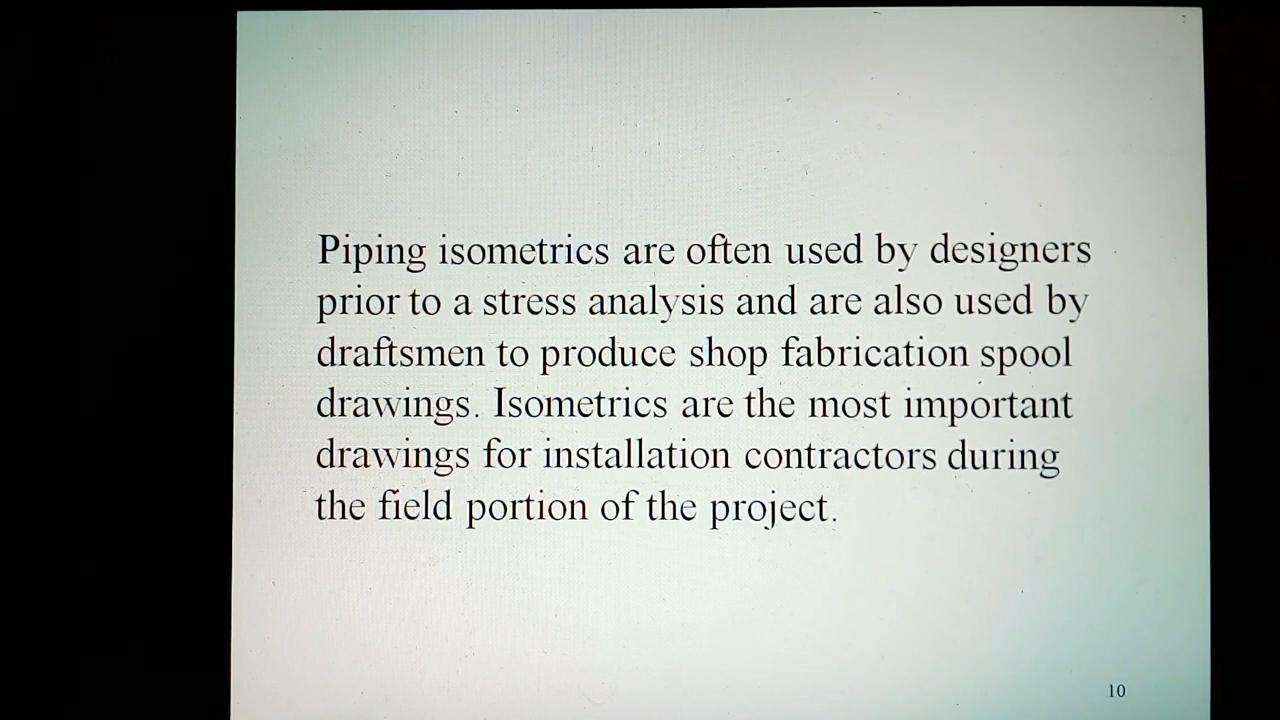 Piping isometrics are often used by designers
prior to a stress analysis and are also used by
draftsmen to produce shop fabrication spool
drawings. Isometrics are the most important
drawings for installation contractors during
the field portion of the project.
10